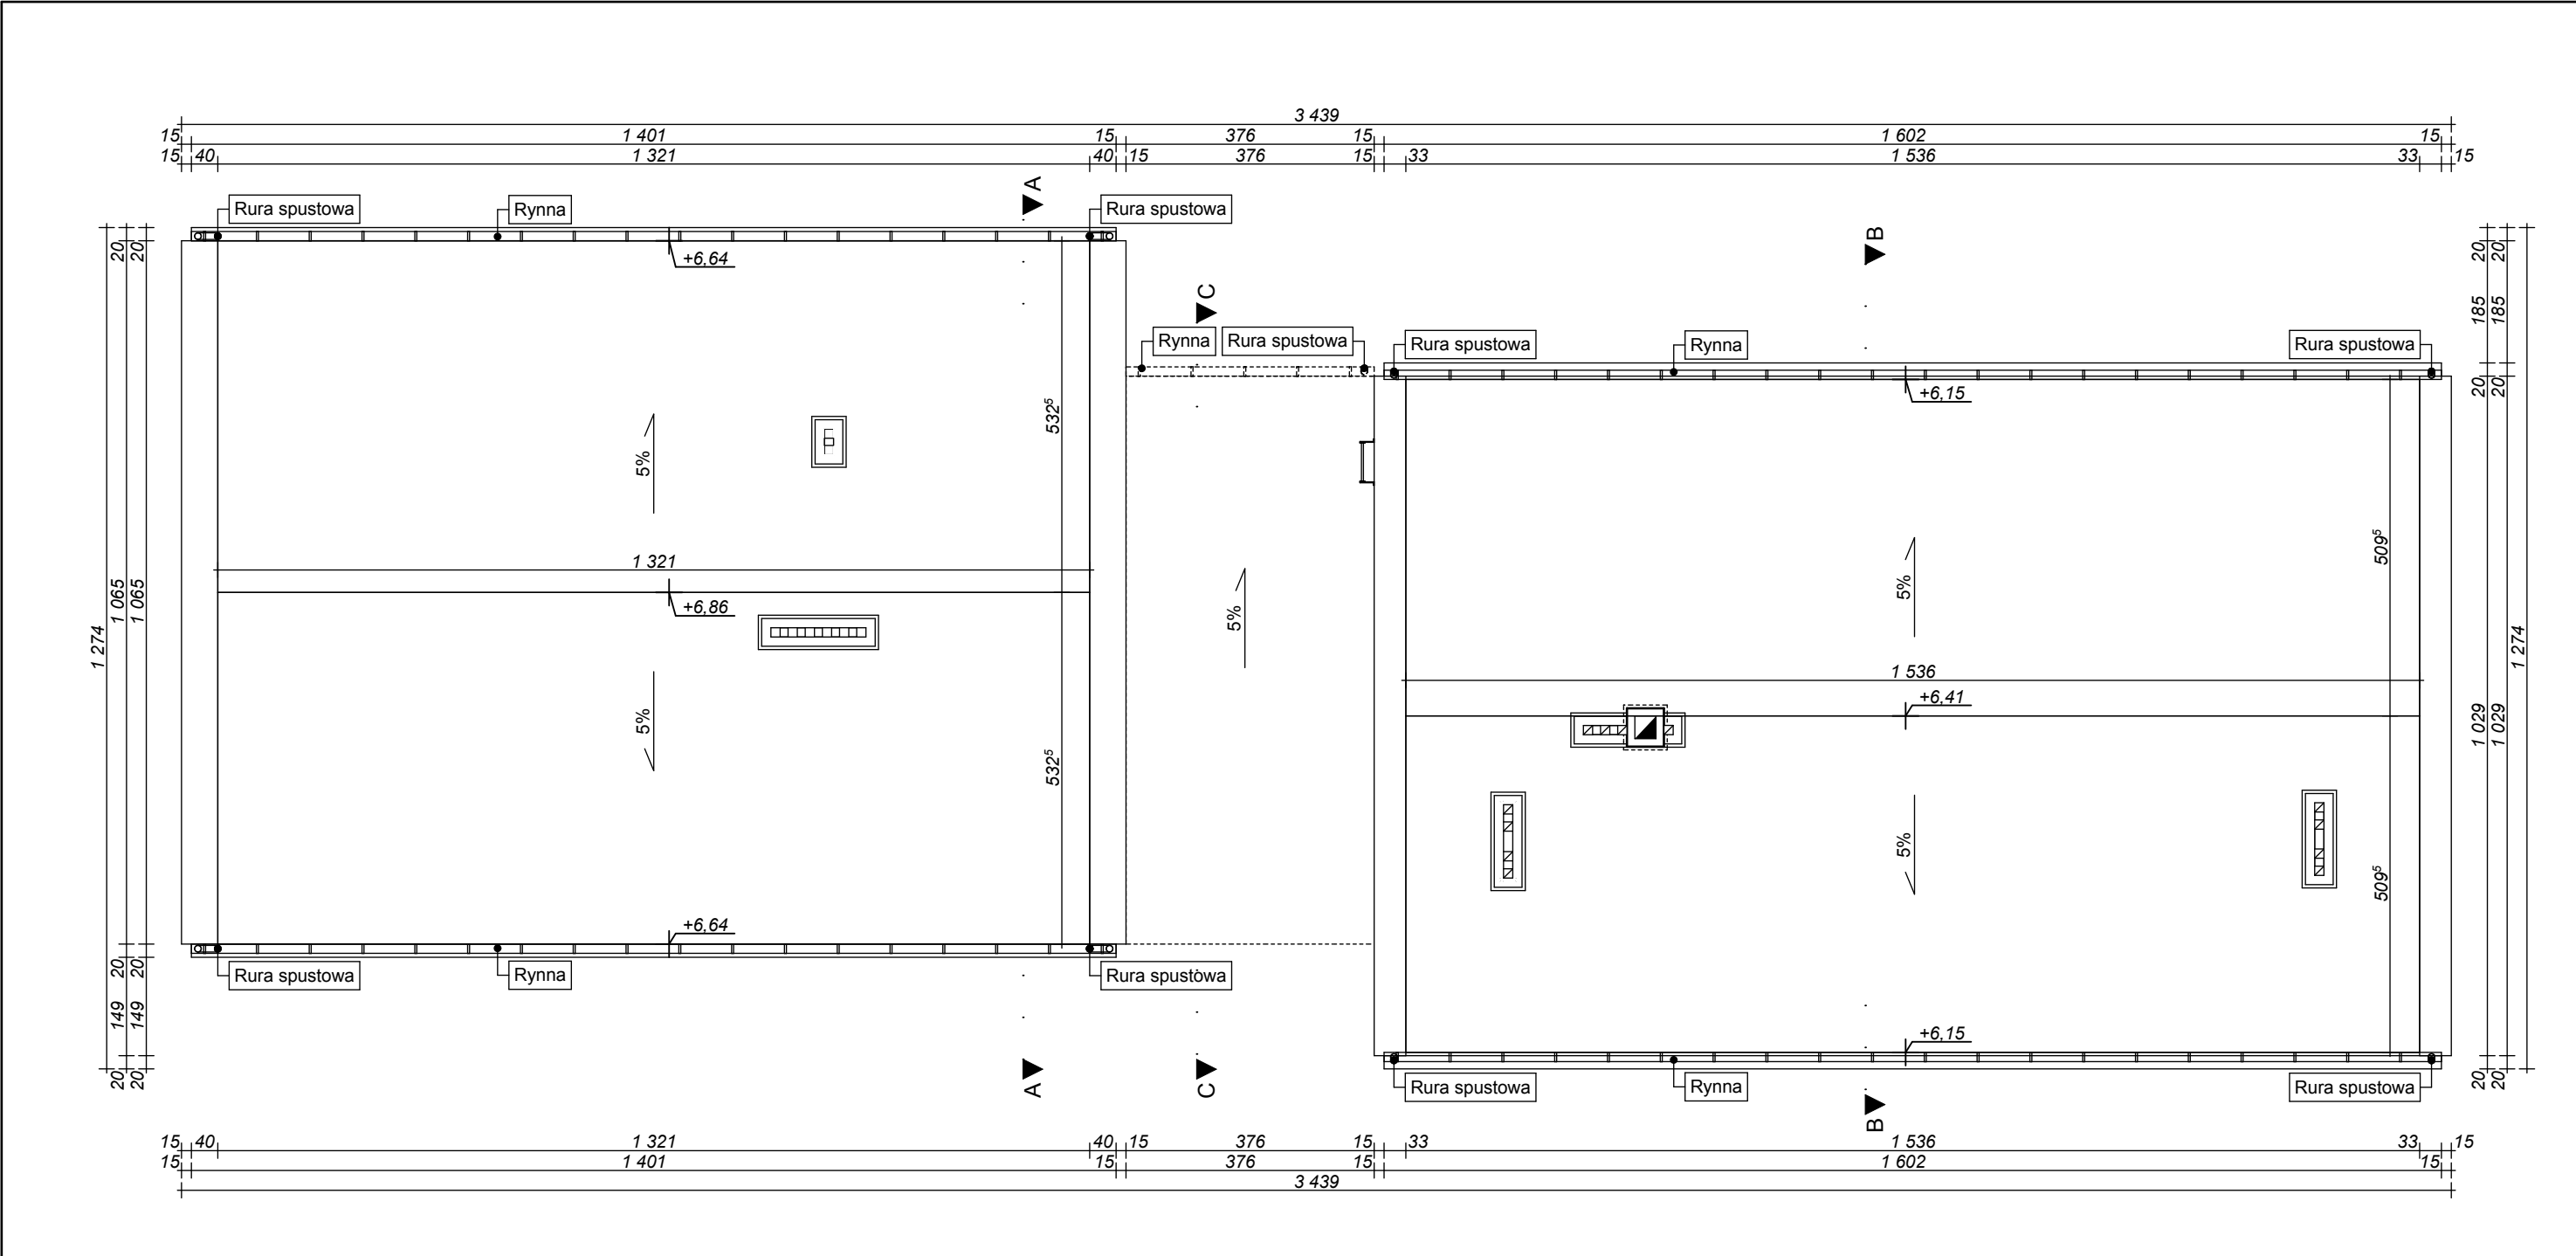 3 439
15 1 401 15 376 15 1 602 15
15 40 1 321 40 15 376 15 33 1 536 33 15
A
Rura spustowa Rynna Rura spustowa
B
20 20 +6,64 20 20
C
185 185
Rynna Rura spustowa Rura spustowa Rynna Rura spustowa
+6,15 20 20
532⁵
5%
1 321 509⁵
5%
+6,86 5%
1 274 1 065 1 065 1 274
1 536
+6,41
5% 1 029 1 029
532⁵
5%
509⁵
+6,64
20 20 Rura spustowa Rynna Rura spustowa
149 149
+6,15
20 20 A C Rura spustowa Rynna Rura spustowa 20 20
B
15 40 1 321 40 15 376 15 33 1 536 33 15
15 1 401 15 376 15 1 602 15
3 439